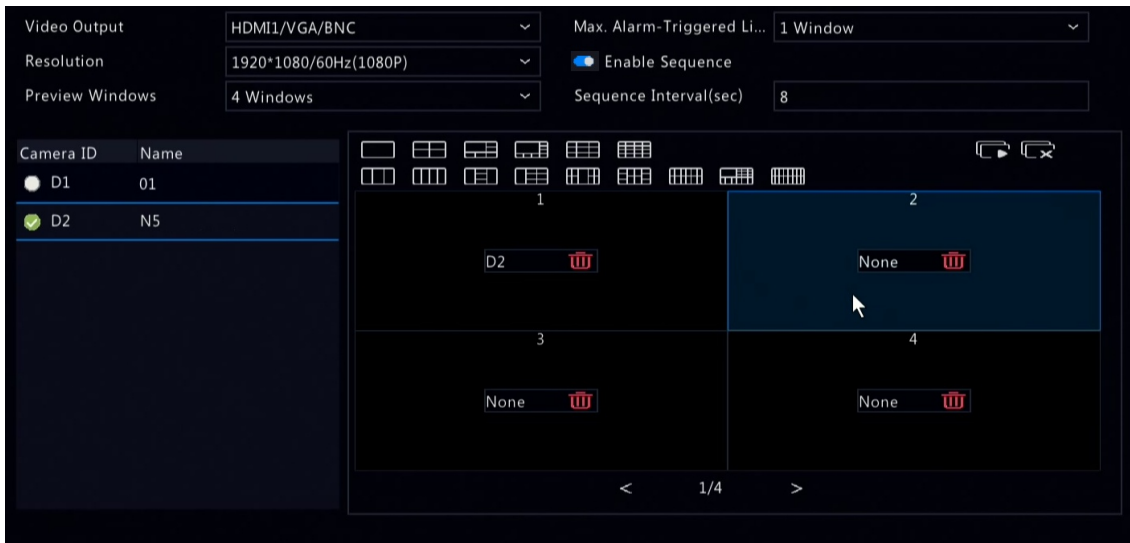 Video Output HDMI1/VGA/BNC Max. Alarm-Triggered Li... 1 Window
Resolution 1920*1080/60Hz(1080P) Enable Sequence
Preview Windows 4 Windows Sequence Interval(sec) 8
Camera ID Name
D1 01
D2 N5
1 2
D2 None
3 4
None None
< 1/4 >